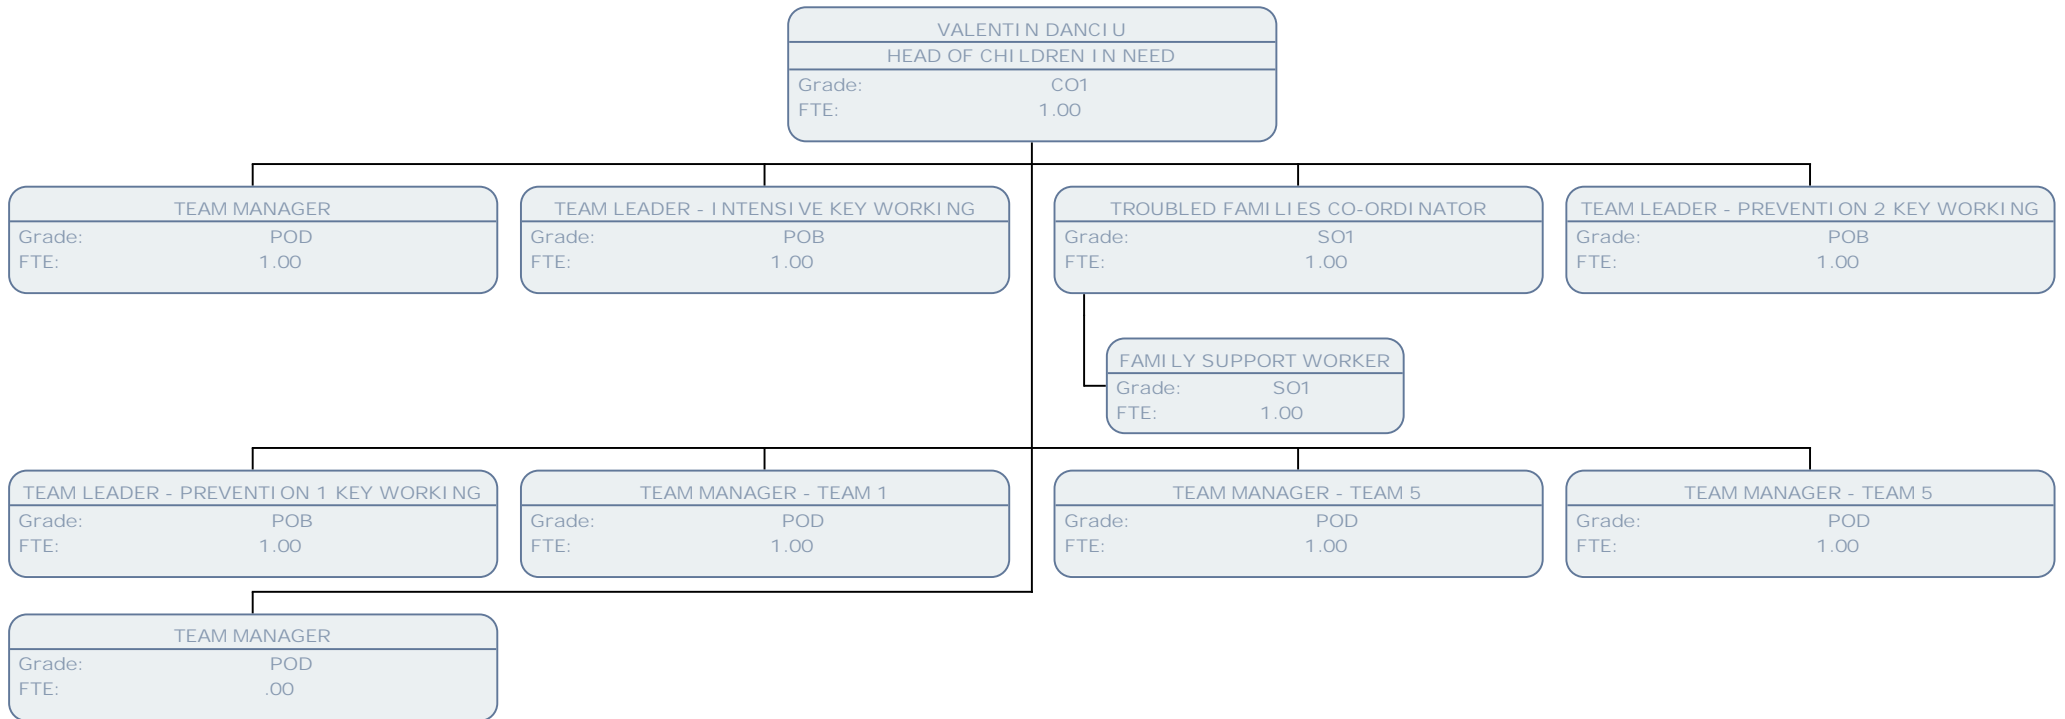 VALENTIN DANCIU
HEAD OF CHILDREN IN NEED
Grade: CO1
FTE: 1.00
TEAM MANAGER
Grade: POD
FTE: 1.00
TEAM LEADER - INTENSIVE KEY WORKING
Grade: POB
FTE: 1.00
TROUBLED FAMILIES CO-ORDINATOR
Grade: SO1
FTE: 1.00
TEAM LEADER - PREVENTION 2 KEY WORKING
Grade: POB
FTE: 1.00
FAMILY SUPPORT WORKER
Grade: SO1
FTE: 1.00
TEAM LEADER - PREVENTION 1 KEY WORKING
Grade: POB
FTE: 1.00
TEAM MANAGER - TEAM 1
Grade: POD
FTE: 1.00
TEAM MANAGER - TEAM 5
Grade: POD
FTE: 1.00
TEAM MANAGER - TEAM 5
Grade: POD
FTE: 1.00
TEAM MANAGER
Grade: POD
FTE: .00